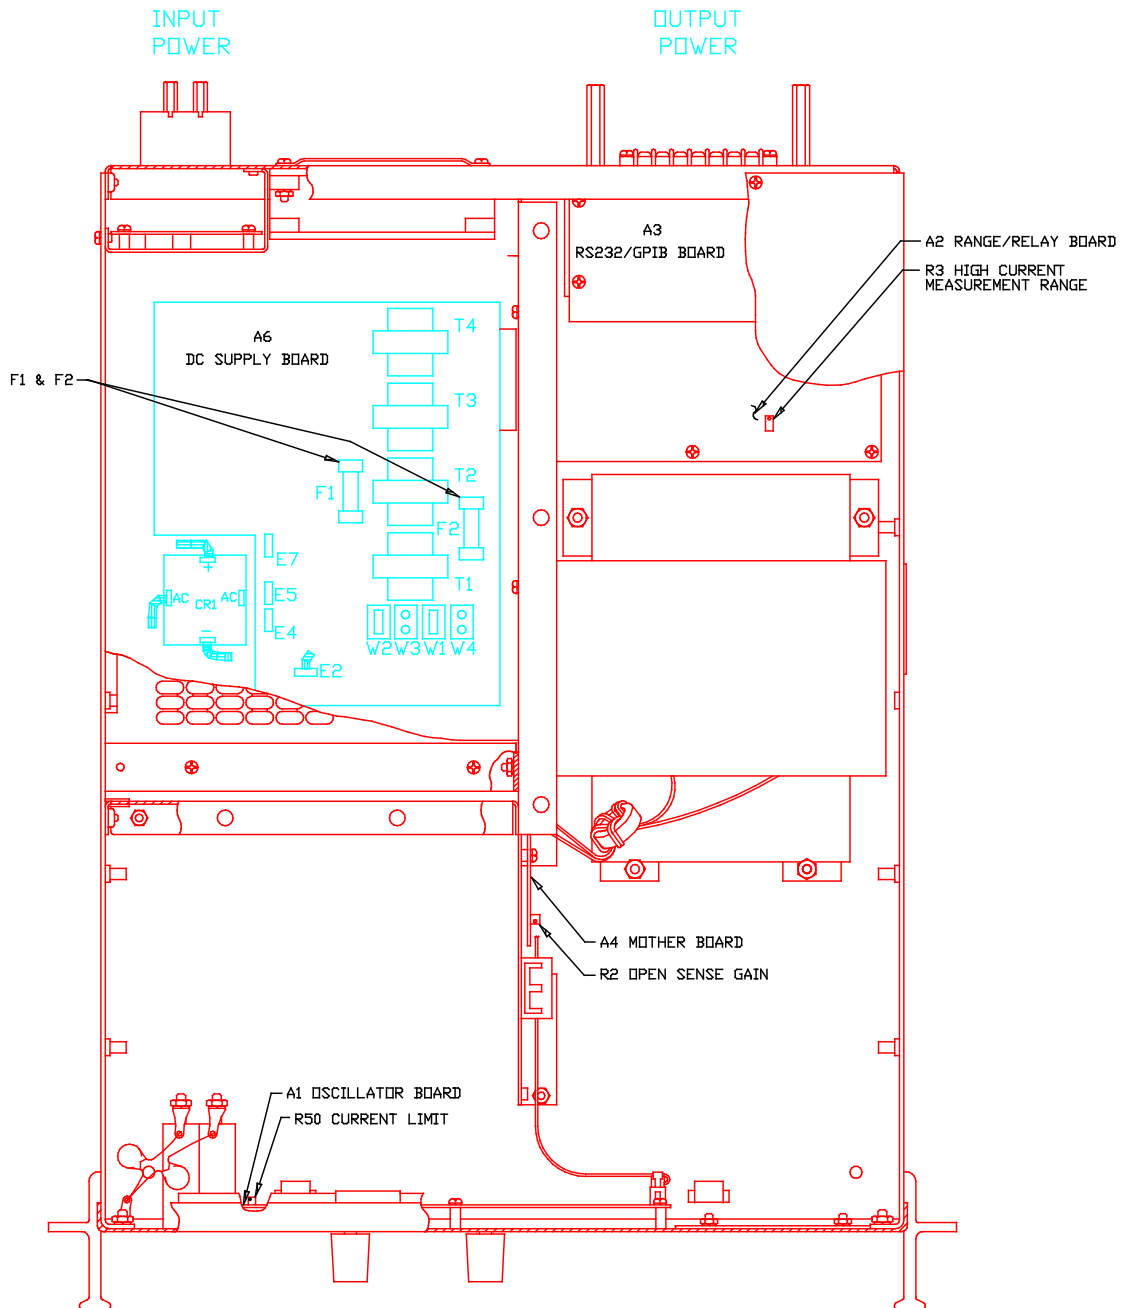 INPUT
POWER
OUTPUT
POWER
A3
RS232/GPIB BOARD
A2 RANGE/RELAY BOARD
R3 HIGH CURRENT
MEASUREMENT RANGE
A6
DC SUPPLY BOARD
T4
F1 & F2
T3
T2
F1
F2
T1
E7
+
AC
CR1
AC
E5
−
E4
W2
W3
W1
W4
E2
A4 MOTHER BOARD
R2 OPEN SENSE GAIN
A1 OSCILLATOR BOARD
R50 CURRENT LIMIT